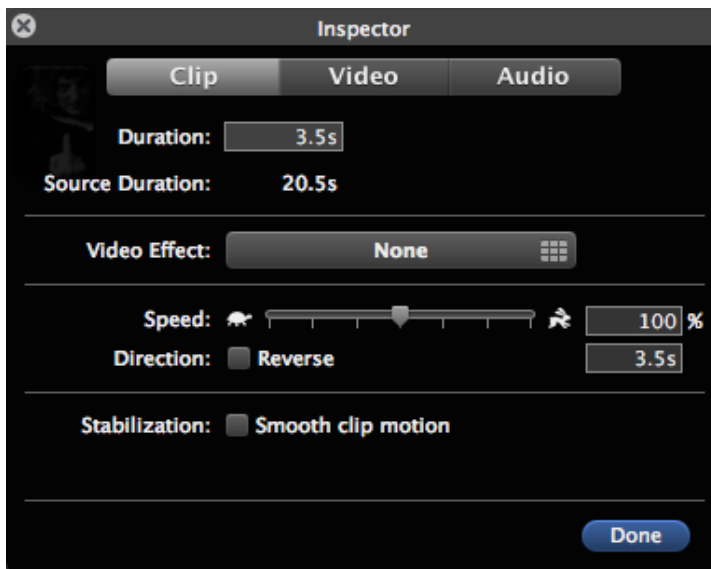 Inspector
Clip Video Audio
Duration: 3.5s
Source Duration: 20.5s
Video Effect: None
Speed: 100 %
Direction: Reverse 3.5s
Stabilization: Smooth clip motion
Done